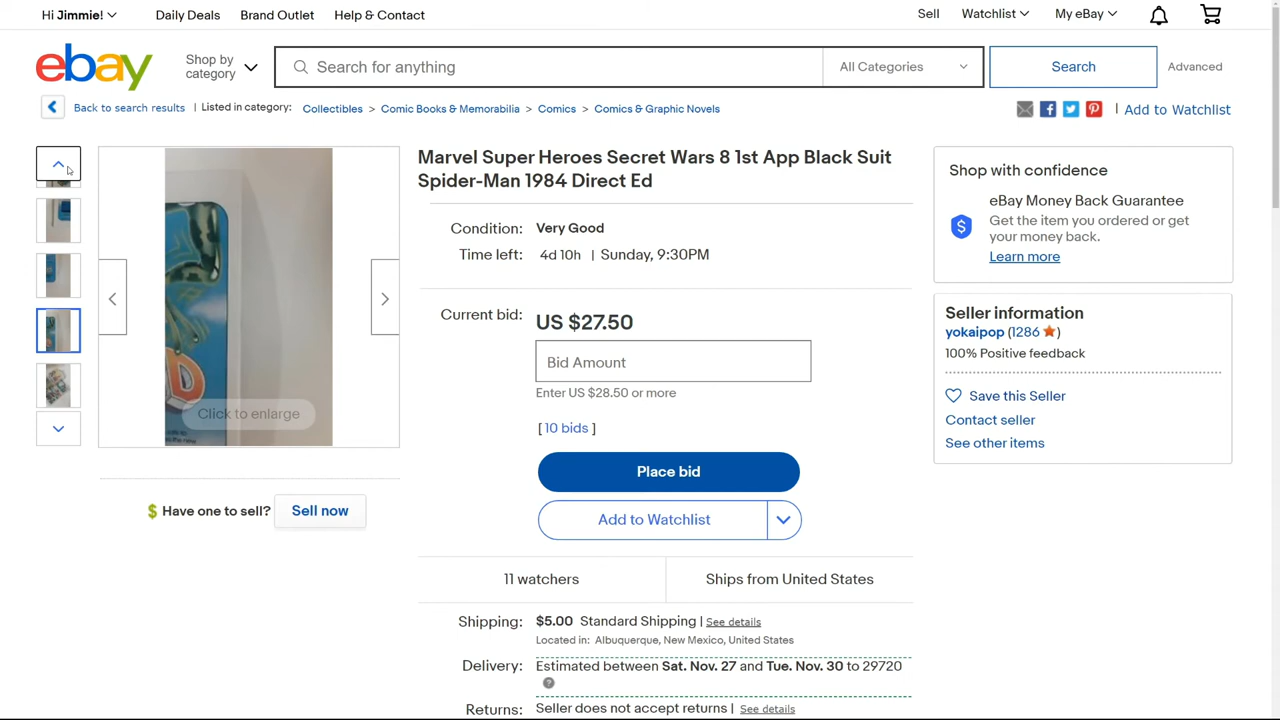 Hi Jimmie!
Daily Deals
Brand Outlet
Help & Contact
Sell
Watchlist
My eBay
ebay
Shop by
category
Search for anything
All Categories
Search
Advanced
Back to search results
Listed in category:
Collectibles > Comic Books & Memorabilia > Comics > Comics & Graphic Novels
Add to Watchlist
Marvel Super Heroes Secret Wars 8 1st App Black Suit
Spider-Man 1984 Direct Ed
Condition: Very Good
Time left: 4d 10h | Sunday, 9:30PM
Current bid: US $27.50
Bid Amount
Enter US $28.50 or more
[ 10 bids ]
Place bid
Add to Watchlist
11 watchers
Ships from United States
Shipping: $5.00 Standard Shipping | See details
Located in: Albuquerque, New Mexico, United States
Delivery: Estimated between Sat. Nov. 27 and Tue. Nov. 30 to 29720
?
Returns: Seller does not accept returns | See details
Click to enlarge
$ Have one to sell?
Sell now
Shop with confidence
eBay Money Back Guarantee
$
Get the item you ordered or get
your money back.
Learn more
Seller information
yokaipop (1286)
100% Positive feedback
Save this Seller
Contact seller
See other items